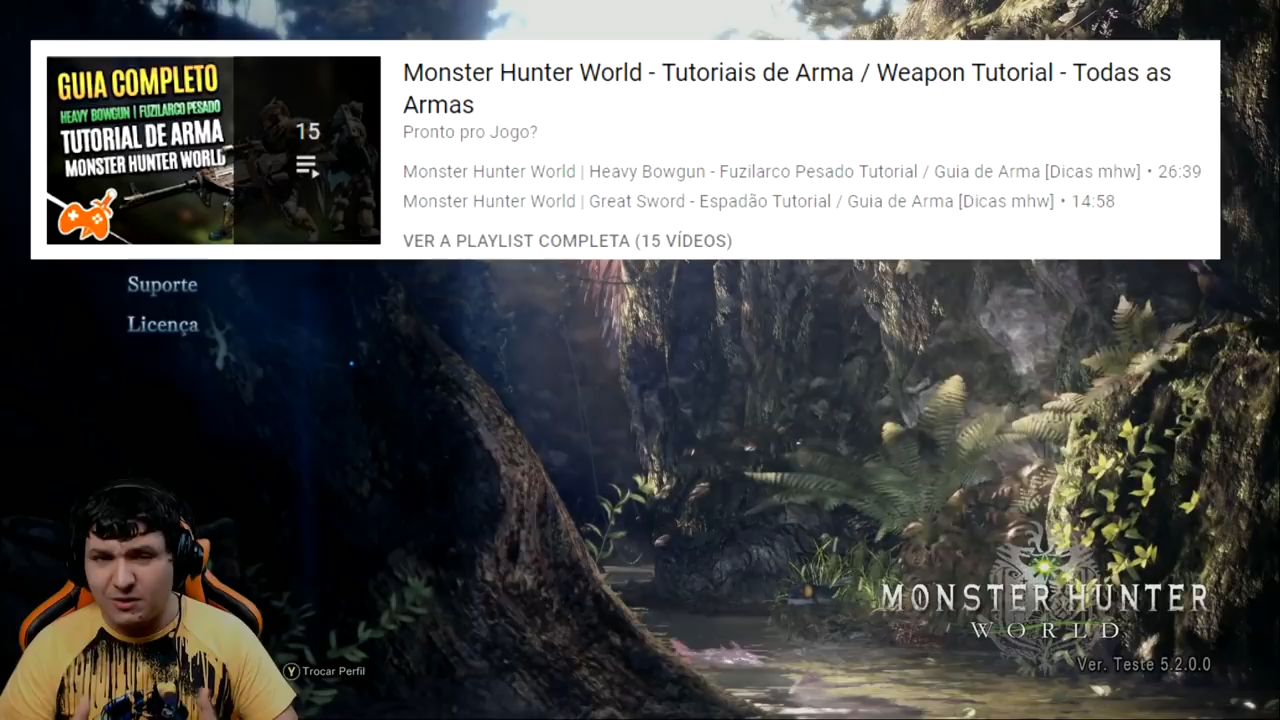 GUIA COMPLETO
HEAVY BOWGUN | FUZILARCO PESADO
TUTORIAL DE ARMA
MONSTER HUNTER WORLD
15
Monster Hunter World - Tutoriais de Arma / Weapon Tutorial - Todas as
Armas
Pronto pro Jogo?
Monster Hunter World | Heavy Bowgun - Fuzilarco Pesado Tutorial / Guia de Arma [Dicas mhw] • 26:39
Monster Hunter World | Great Sword - Espadão Tutorial / Guia de Arma [Dicas mhw] • 14:58
VER A PLAYLIST COMPLETA (15 VÍDEOS)
Suporte
Licença
Y Trocar Perfil
MONSTER HUNTER
WORLD
Ver. Teste 5.2.0.0